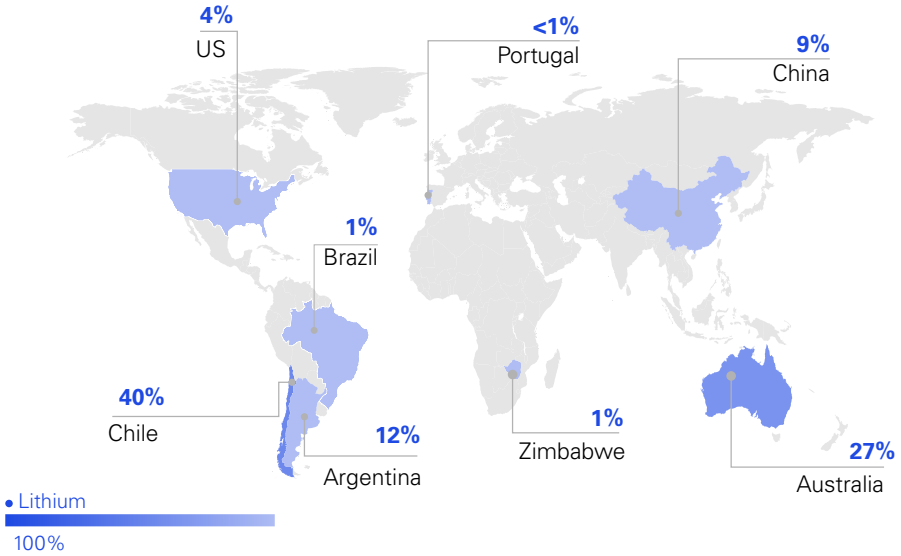 4%
US
<1%
Portugal
9%
China
1%
Brazil
40%
Chile
12%
Argentina
1%
Zimbabwe
27%
Australia
Lithium
100%